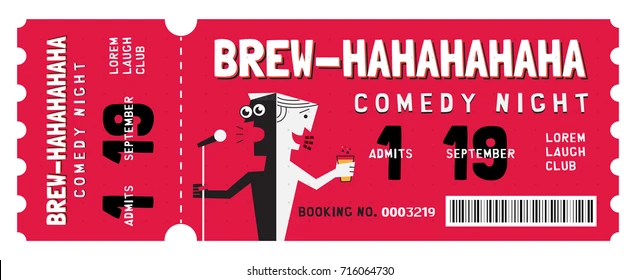 BREW-HAHAHAHAHA
COMEDY NIGHT
ADMITS 1
SEPTEMBER 19
LOREM
LAUGH
CLUB
BREW-HAHAHAHAHA
COMEDY NIGHT
ADMITS 1
SEPTEMBER 19
LOREM
LAUGH
CLUB
BOOKING NO. 0003219
shutterstock.com · 716064730